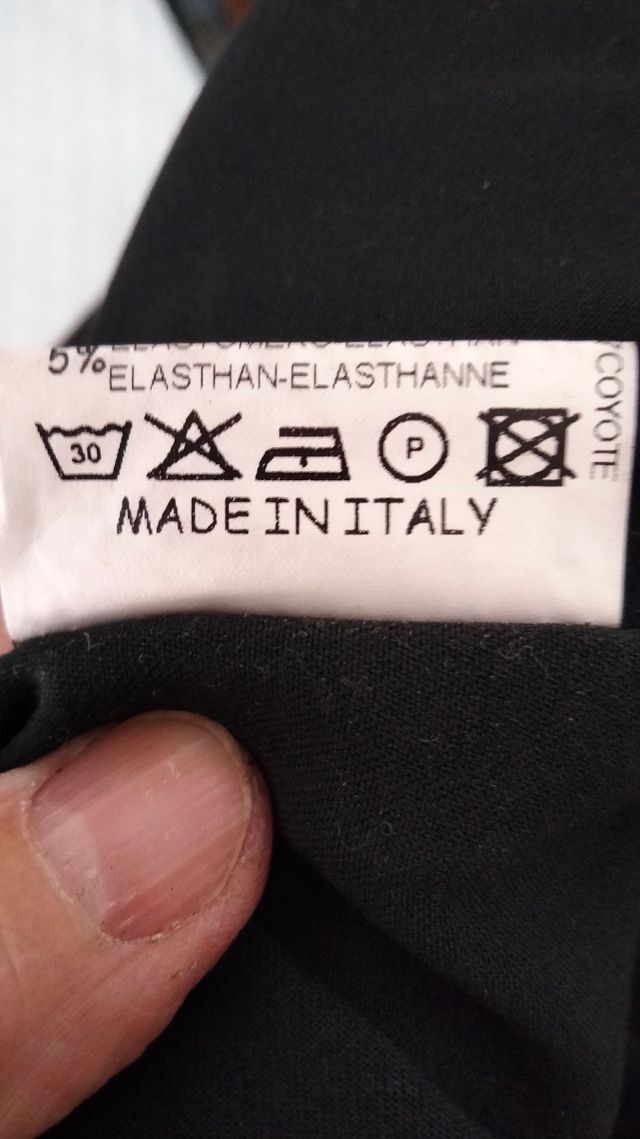 5%
ELASTHAN-ELASTHANNE
30
P
MADE IN ITALY
COYOTE